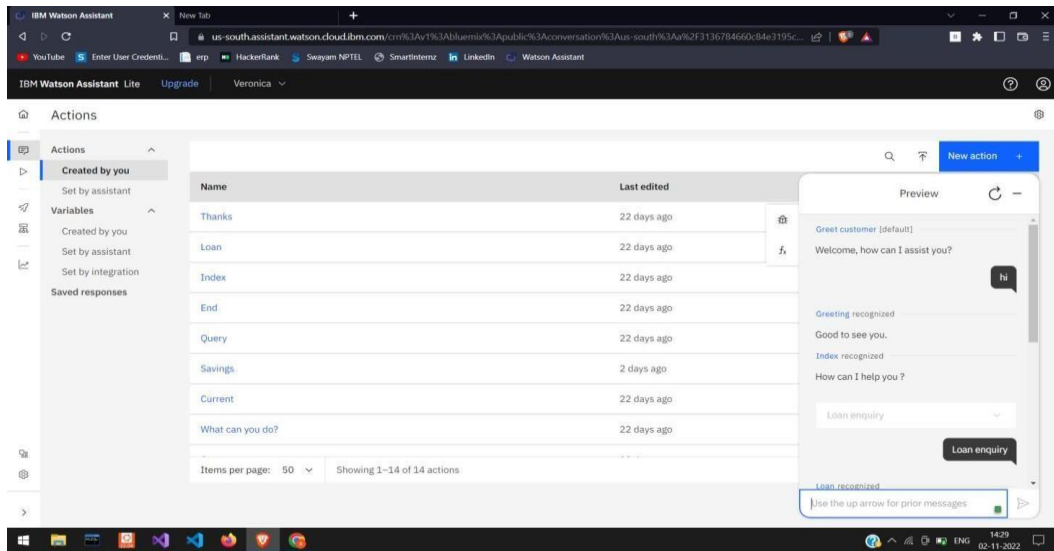 IBM Watson Assistant
New Tab
us-south.assistant.watson.cloud.ibm.com/crn%3Av1%3Abluemix%3Apublic%3Aconversation%3Aus-south%3Aa%2F3136784660c84e3195c...
YouTube Enter User Credenti... erp HackerRank Swayam NPTEL SmartInternz LinkedIn Watson Assistant
IBM Watson Assistant Lite Upgrade Veronica
Actions
Actions
Created by you
Set by assistant
Variables
Created by you
Set by assistant
Set by integration
Saved responses
New action +
Name Last edited
Thanks 22 days ago
Loan 22 days ago
Index 22 days ago
End 22 days ago
Query 22 days ago
Savings 2 days ago
Current 22 days ago
What can you do? 22 days ago
Items per page: 50 Showing 1–14 of 14 actions
Preview
Greet customer [default]
Welcome, how can I assist you?
hi
Greeting recognized
Good to see you.
Index recognized
How can I help you ?
Loan enquiry
Loan enquiry
Loan recognized
Use the up arrow for prior messages
ENG
14:29
02-11-2022